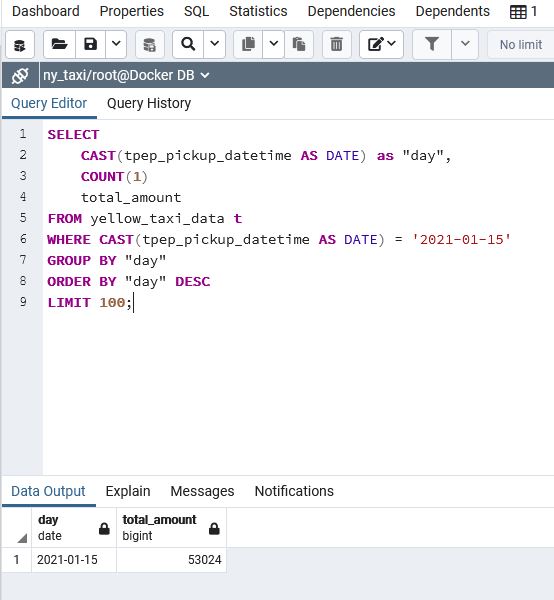 Dashboard Properties SQL Statistics Dependencies Dependents 1
No limit
ny_taxi/root@Docker DB
Query Editor Query History
1 SELECT
2 CAST(tpep_pickup_datetime AS DATE) as "day",
3 COUNT(1)
4 total_amount
5 FROM yellow_taxi_data t
6 WHERE CAST(tpep_pickup_datetime AS DATE) = '2021-01-15'
7 GROUP BY "day"
8 ORDER BY "day" DESC
9 LIMIT 100;
Data Output Explain Messages Notifications
day total_amount
date bigint
1 2021-01-15 53024